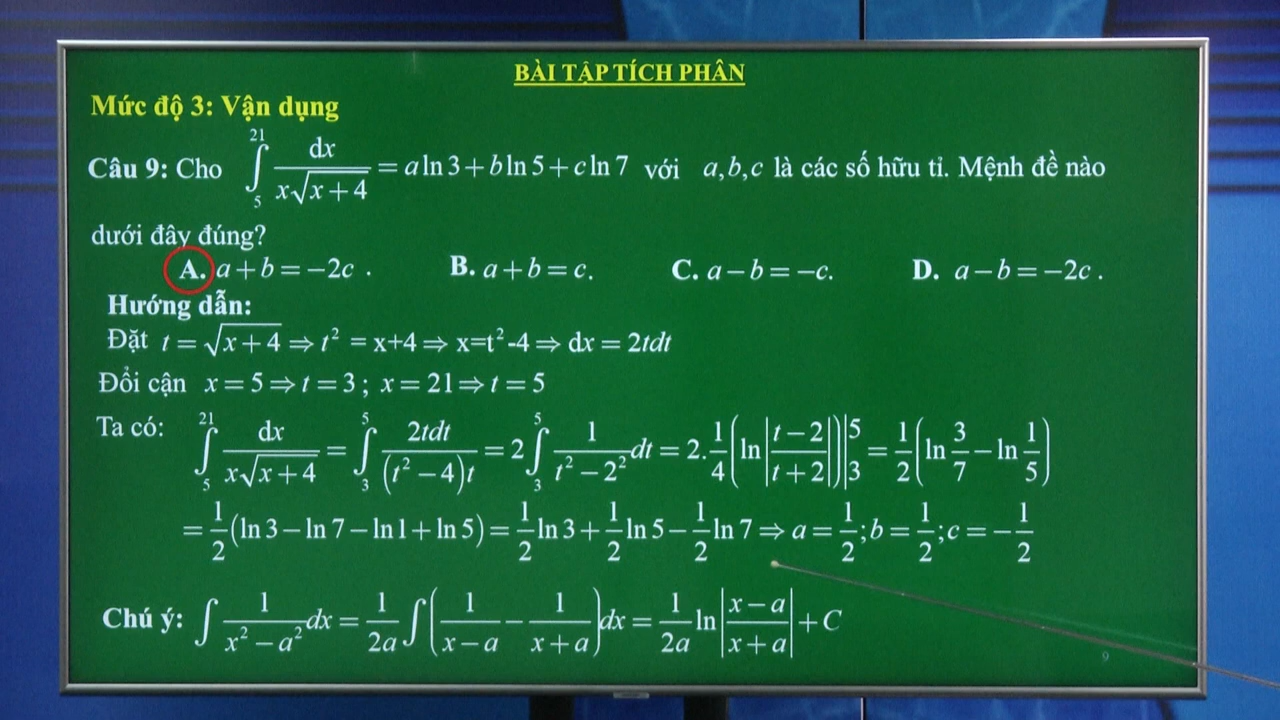 BÀI TẬP TÍCH PHÂN
Mức độ 3: Vận dụng
Câu 9: Cho ∫₅²¹ dx/(x√(x+4)) = a ln 3 + b ln 5 + c ln 7 với a,b,c là các số hữu tỉ. Mệnh đề nào
dưới đây đúng?
A. a + b = −2c . B. a + b = c. C. a − b = −c. D. a − b = −2c .
Hướng dẫn:
Đặt t = √(x+4) ⇒ t² = x+4 ⇒ x=t²-4 ⇒ dx = 2tdt
Đổi cận x = 5 ⇒ t = 3 ; x = 21 ⇒ t = 5
Ta có: ∫₅²¹ dx/(x√(x+4)) = ∫₃⁵ 2tdt/((t² − 4)t) = 2∫₃⁵ 1/(t² − 2²) dt = 2.1/4 (ln|(t−2)/(t+2)|)|₃⁵ = 1/2 (ln 3/7 − ln 1/5)
= 1/2 (ln 3 − ln 7 − ln 1 + ln 5) = 1/2 ln 3 + 1/2 ln 5 − 1/2 ln 7 ⇒ a = 1/2 ; b = 1/2 ; c = − 1/2
Chú ý: ∫ 1/(x² − a²) dx = 1/2a ∫ (1/(x − a) − 1/(x + a)) dx = 1/2a ln|(x − a)/(x + a)| + C
9